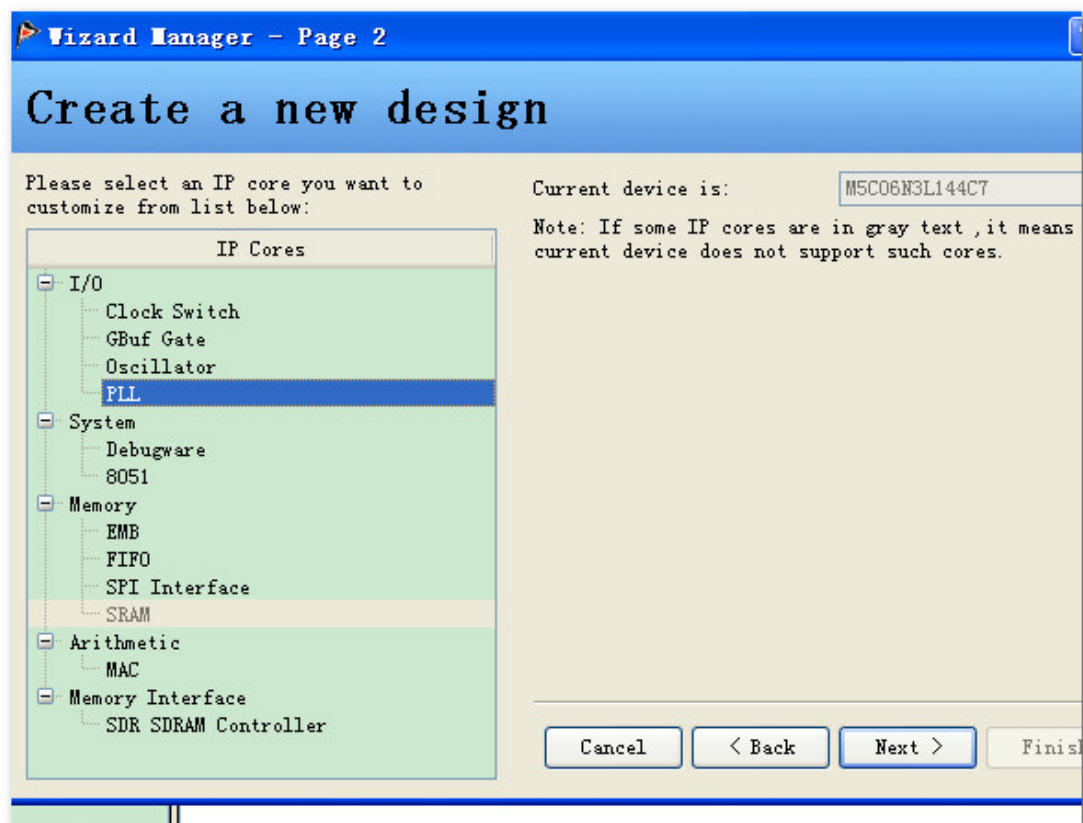 Wizard Manager - Page 2
Create a new design
Please select an IP core you want to
customize from list below:
IP Cores
I/O
Clock Switch
GBuf Gate
Oscillator
PLL
System
Debugware
8051
Memory
EMB
FIFO
SPI Interface
SRAM
Arithmetic
MAC
Memory Interface
SDR SDRAM Controller
Current device is:
M5C06N3L144C7
Note: If some IP cores are in gray text ,it means
current device does not support such cores.
Cancel
< Back
Next >
Finis